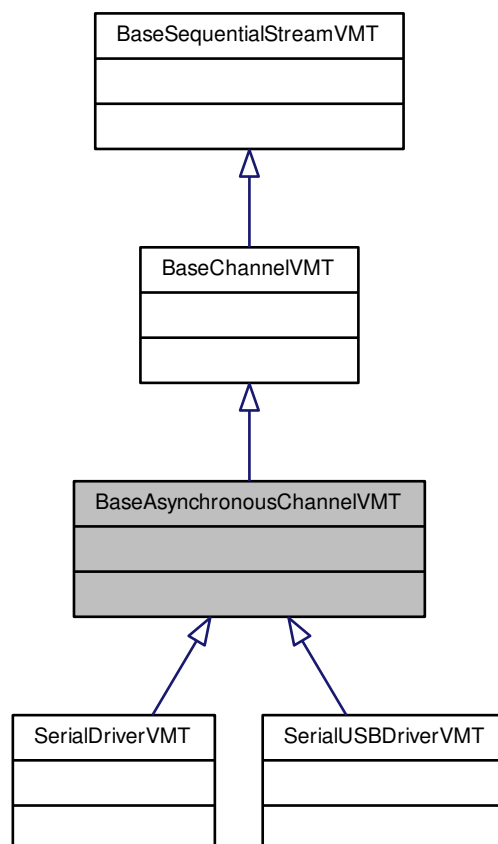 BaseSequentialStreamVMT
BaseChannelVMT
BaseAsynchronousChannelVMT
SerialDriverVMT
SerialUSBDriverVMT